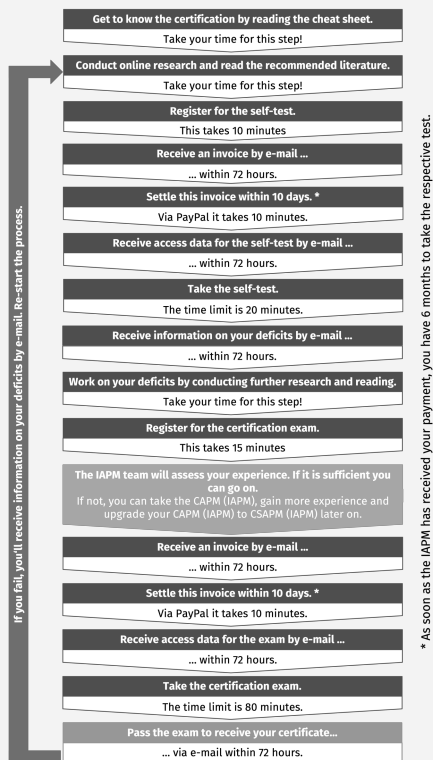 Get to know the certification by reading the cheat sheet.
Take your time for this step!
Conduct online research and read the recommended literature.
Take your time for this step!
Register for the self-test.
This takes 10 minutes
Receive an invoice by e-mail ...
... within 72 hours.
Settle this invoice within 10 days. *
Via PayPal it takes 10 minutes.
Receive access data for the self-test by e-mail ...
... within 72 hours.
Take the self-test.
The time limit is 20 minutes.
Receive information on your deficits by e-mail ...
... within 72 hours.
Work on your deficits by conducting further research and reading.
Take your time for this step!
Register for the certification exam.
This takes 15 minutes
The IAPM team will assess your experience. If it is sufficient you
can go on.
If not, you can take the CAPM (IAPM), gain more experience and
upgrade your CAPM (IAPM) to CSAPM (IAPM) later on.
Receive an invoice by e-mail ...
... within 72 hours.
Settle this invoice within 10 days. *
Via PayPal it takes 10 minutes.
Receive access data for the exam by e-mail ...
... within 72 hours.
Take the certification exam.
The time limit is 80 minutes.
Pass the exam to receive your certificate...
... via e-mail within 72 hours.
If you fail, you'll receive information on your deficits by e-mail. Re-start the process.
* As soon as the IAPM has received your payment, you have 6 months to take the respective test.